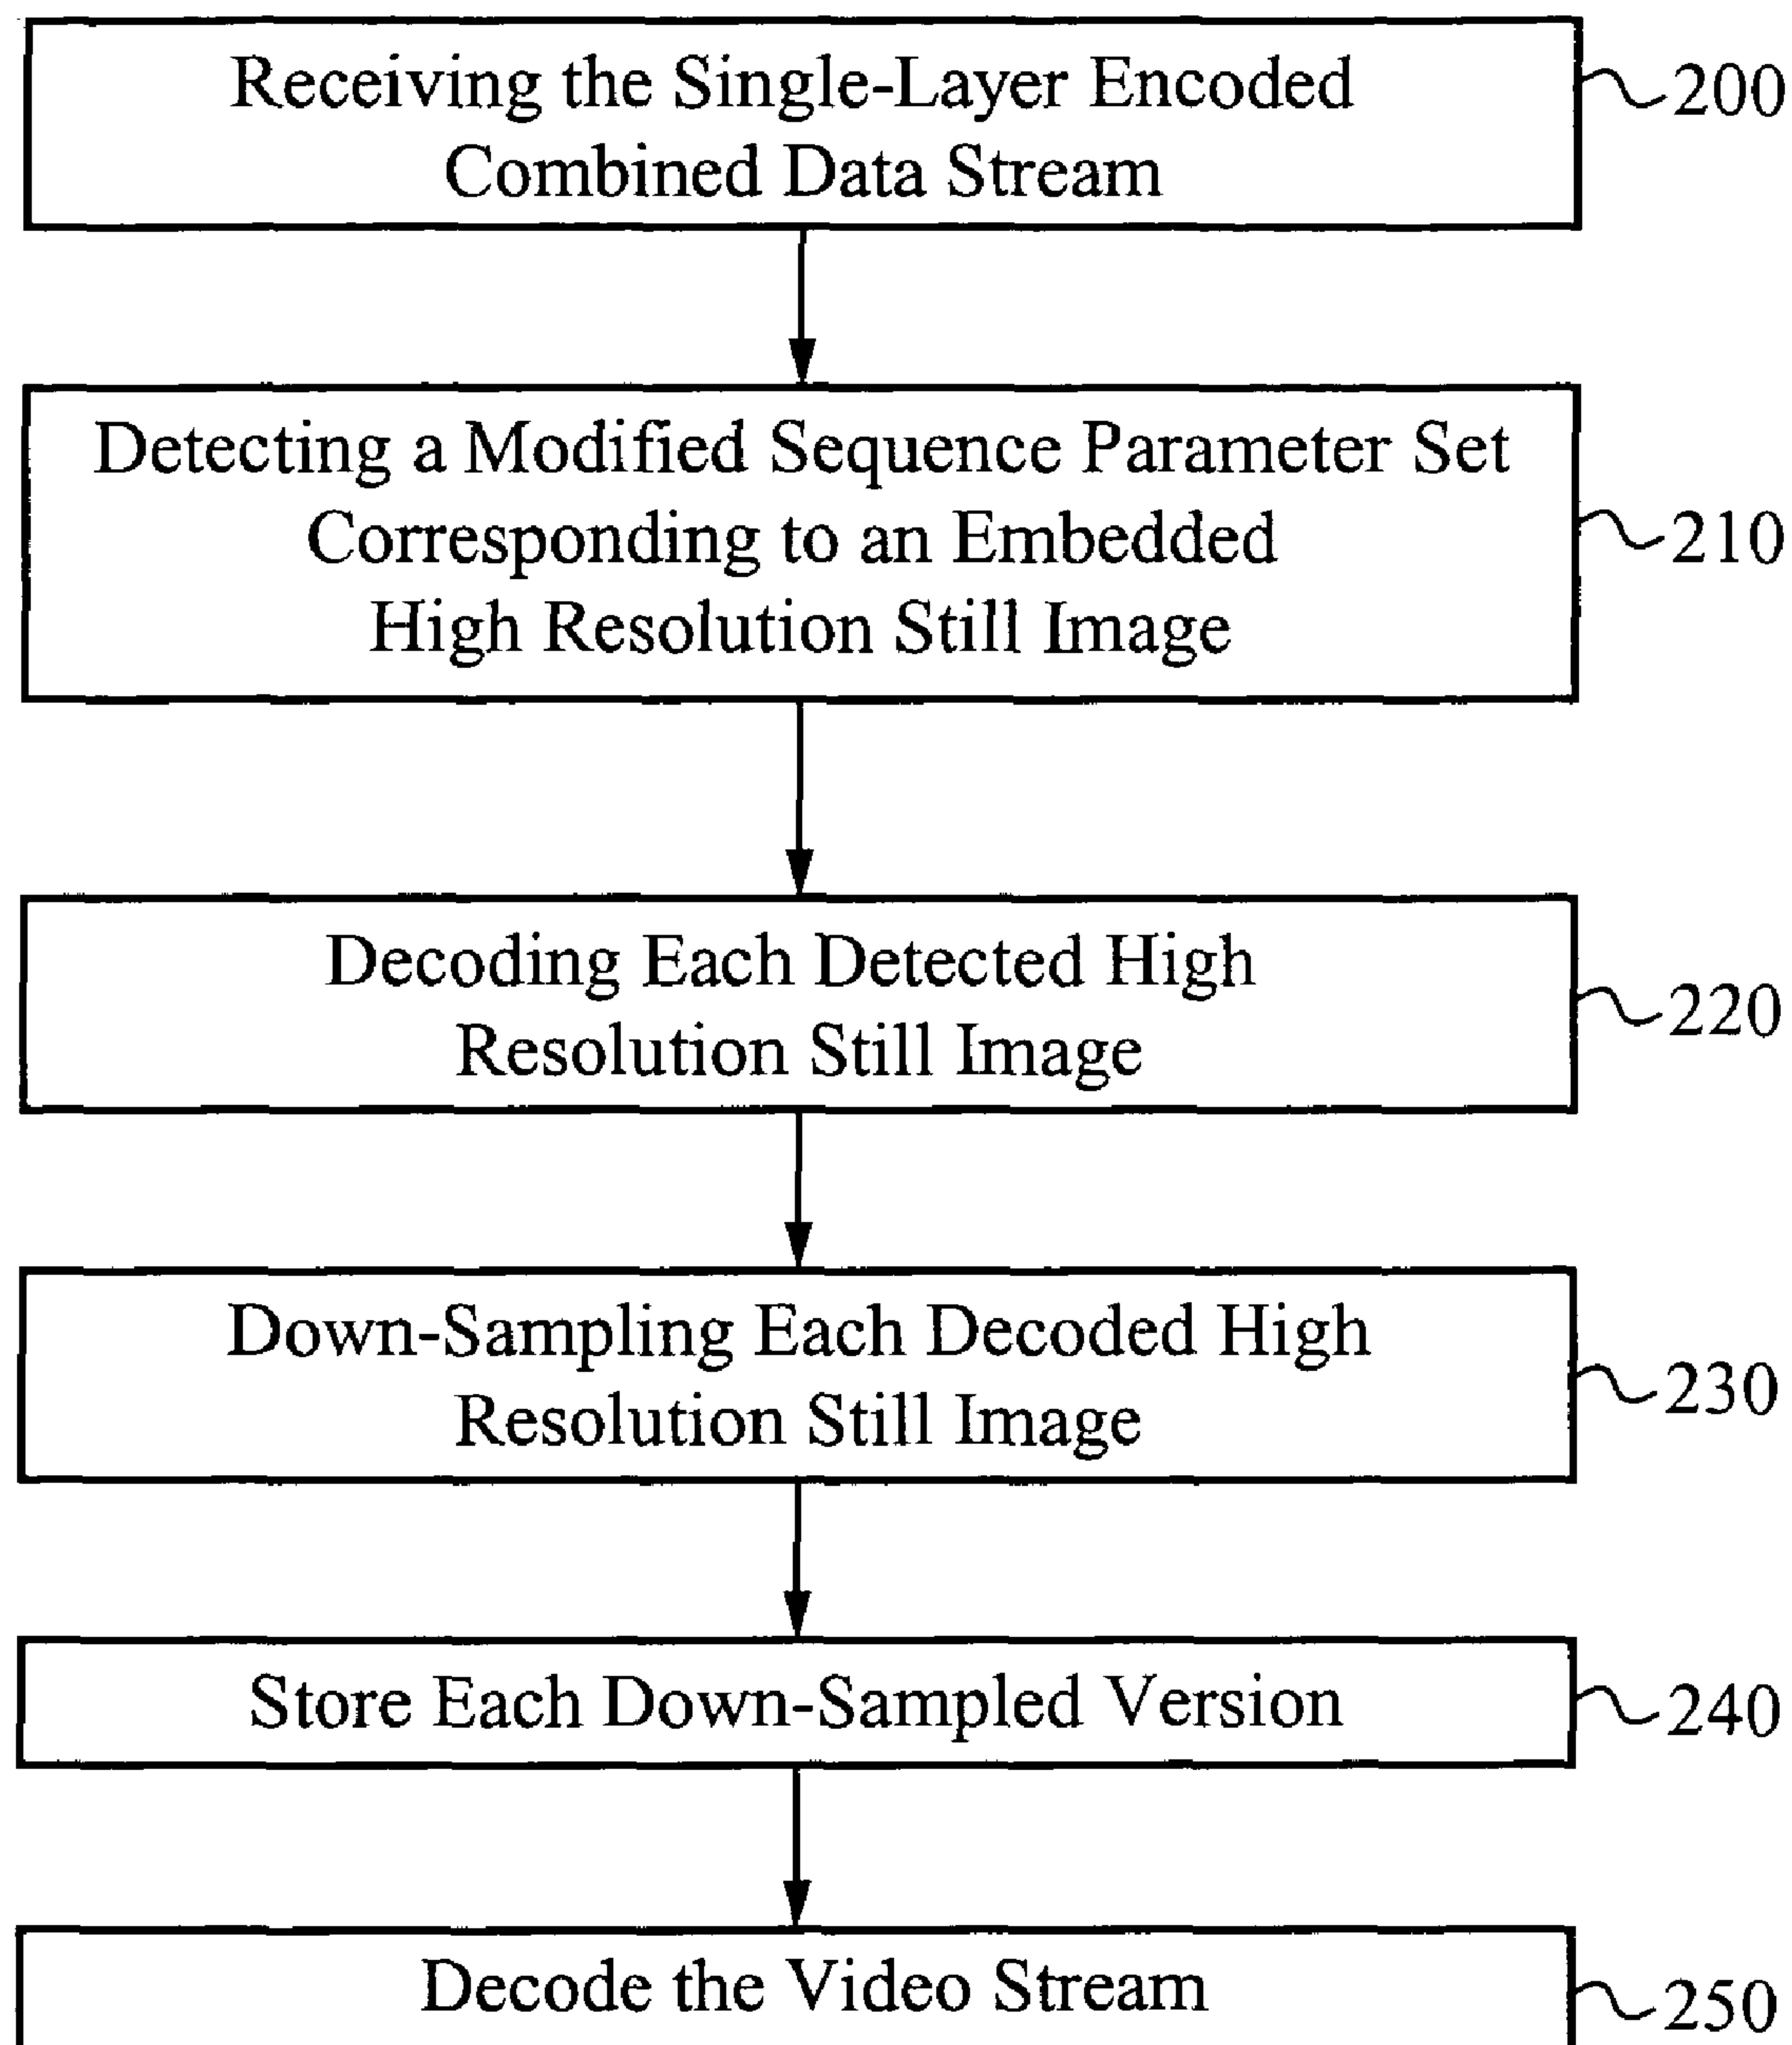 Receiving the Single-Layer Encoded
Combined Data Stream
200
Detecting a Modified Sequence Parameter Set
Corresponding to an Embedded
High Resolution Still Image
210
Decoding Each Detected High
Resolution Still Image
220
Down-Sampling Each Decoded High
Resolution Still Image
230
Store Each Down-Sampled Version
240
Decode the Video Stream
250